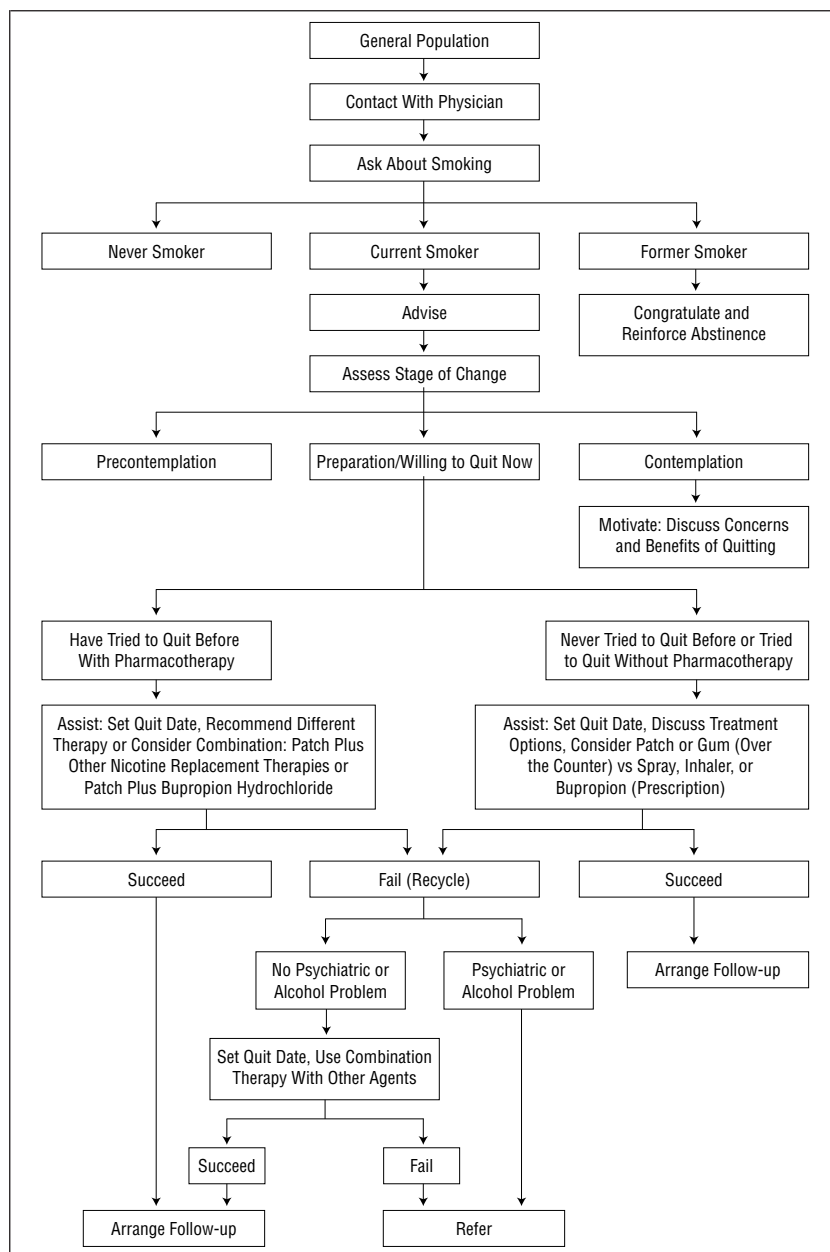 General Population
Contact With Physician
Ask About Smoking
Never Smoker
Current Smoker
Former Smoker
Advise
Congratulate and
Reinforce Abstinence
Assess Stage of Change
Precontemplation
Preparation/Willing to Quit Now
Contemplation
Motivate: Discuss Concerns
and Benefits of Quitting
Have Tried to Quit Before
With Pharmacotherapy
Never Tried to Quit Before or Tried
to Quit Without Pharmacotherapy
Assist: Set Quit Date, Recommend Different
Therapy or Consider Combination: Patch Plus
Other Nicotine Replacement Therapies or
Patch Plus Bupropion Hydrochloride
Assist: Set Quit Date, Discuss Treatment
Options, Consider Patch or Gum (Over
the Counter) vs Spray, Inhaler, or
Bupropion (Prescription)
Succeed
Fail (Recycle)
Succeed
No Psychiatric or
Alcohol Problem
Psychiatric or
Alcohol Problem
Arrange Follow-up
Set Quit Date, Use Combination
Therapy With Other Agents
Succeed
Fail
Arrange Follow-up
Refer